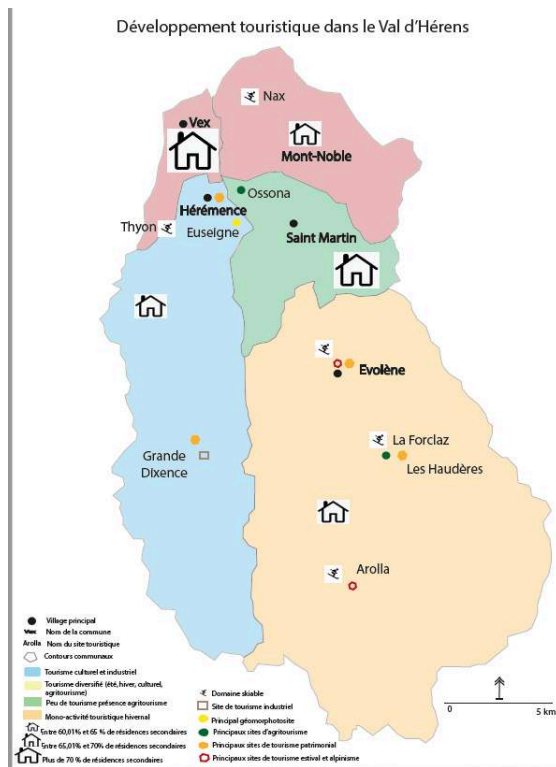 Développement touristique dans le Val d'Hérens
Nax
Vex
Mont-Noble
Ossona
Hérémence
Thyon
Euseigne
Saint Martin
Evolène
La Forclaz
Grande
Dixence
Les Haudères
Arolla
Village principal
Vex Nom de la commune
Arolla Nom du site touristique
Contours communaux
Tourisme culturel et industriel
Tourisme diversifié (été, hiver, culturel,
agritourisme)
Peu de tourisme présence agritourisme
Mono-activité touristique hivernal
Entre 60,01% et 65 % de résidences secondaires
Entre 65,01% et 70% de résidences secondaires
Plus de 70 % de résidences secondaires
Domaine skiable
Site de tourisme industriel
Principal géomorphosite
Principaux sites d'agritourisme
Principaux sites de tourisme patrimonial
Principaux sites de tourisme estival et alpinisme
0 5 km